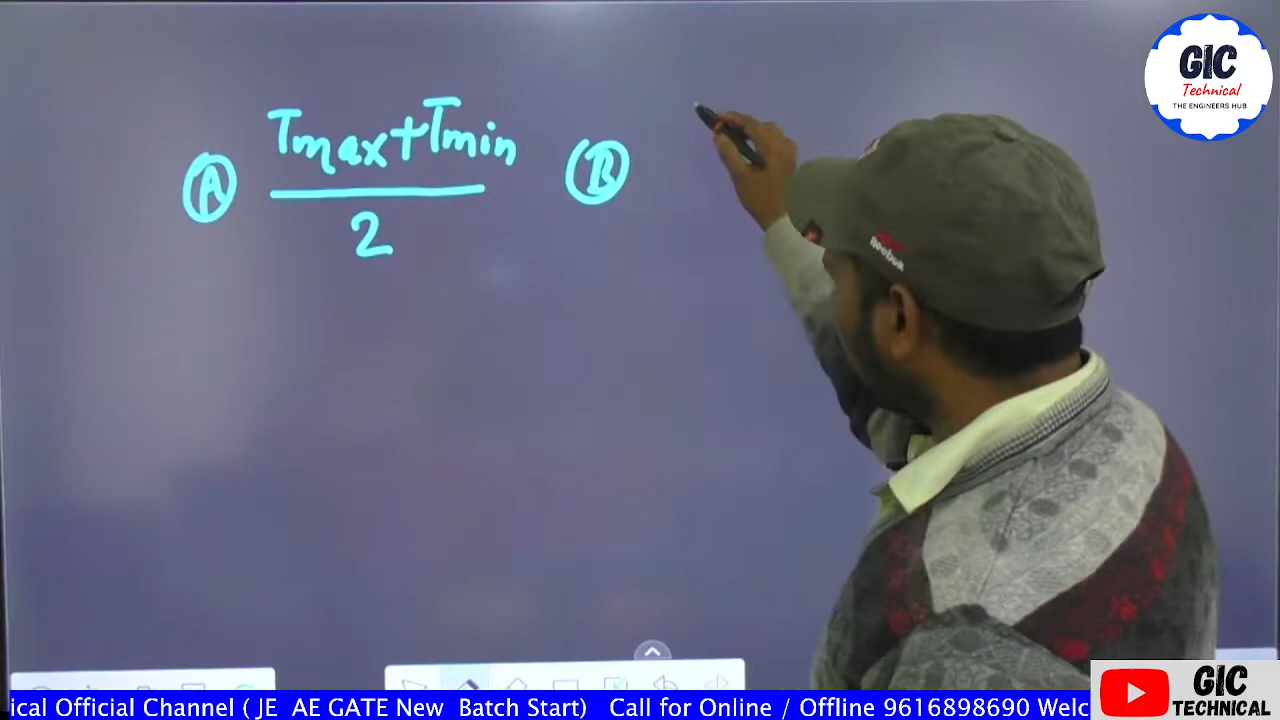 GIC
Technical
THE ENGINEERS HUB
Ⓐ Tmax+Tmin Ⓑ
2
Reebok
ical Official Channel ( JE AE GATE New Batch Start) Call for Online / Offline 9616898690 Welc
GIC
TECHNICAL